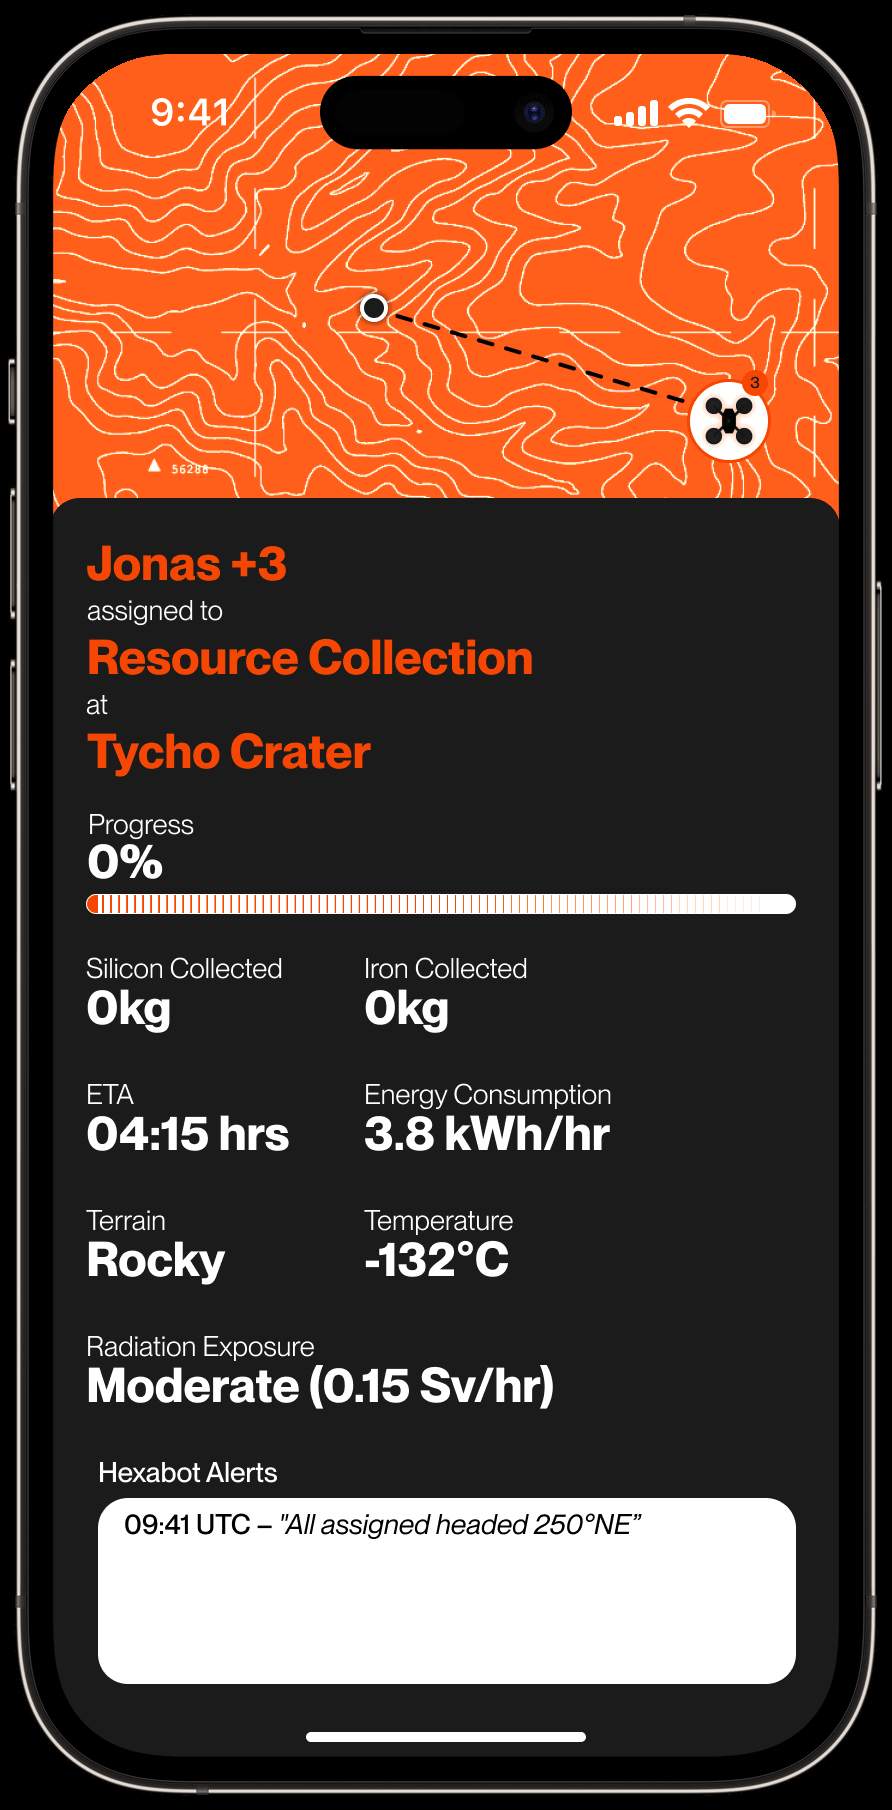 9:41
3
56288
Jonas +3
assigned to
Resource Collection
at
Tycho Crater
Progress
0%
Silicon Collected
Iron Collected
0kg
0kg
ETA
Energy Consumption
04:15 hrs
3.8 kWh/hr
Terrain
Temperature
Rocky
-132°C
Radiation Exposure
Moderate (0.15 Sv/hr)
Hexabot Alerts
09:41 UTC – "All assigned headed 250°NE”